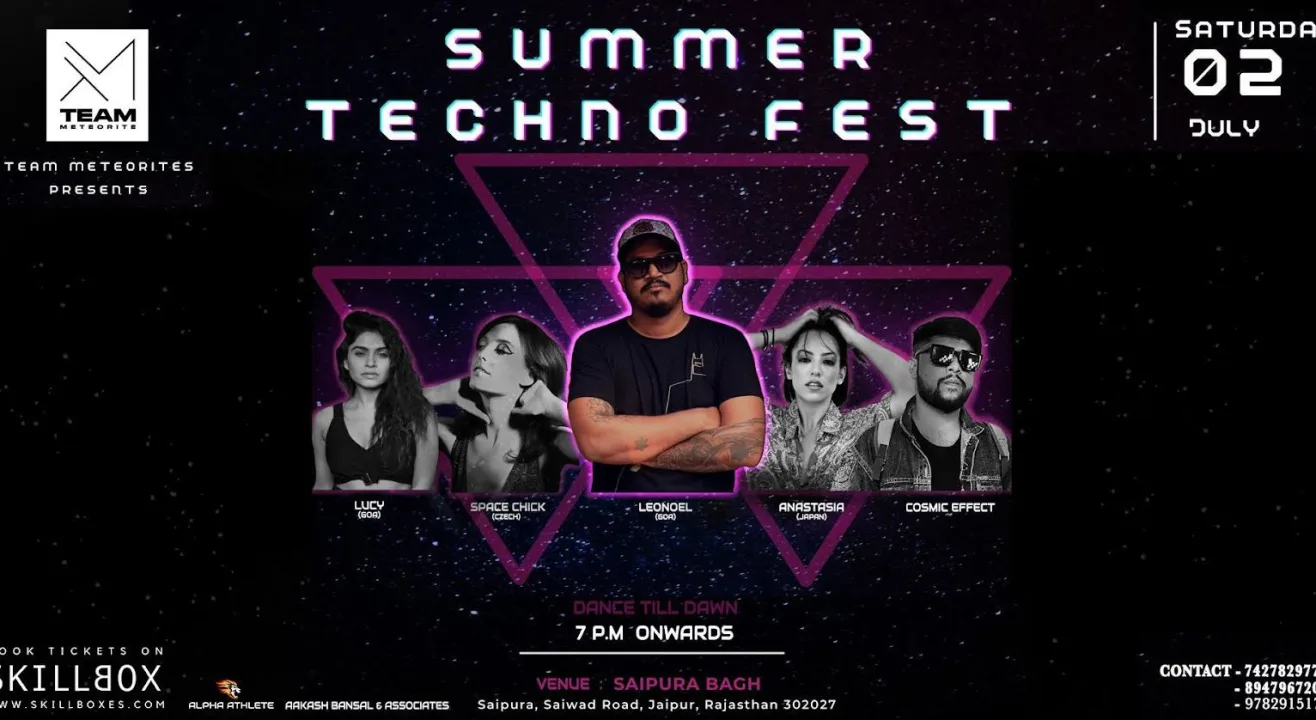 TEAM
METEORITE
TEAM METEORITES
PRESENTS
SUMMER
TECHNO FEST
SATURDA
02
JULY
LUCY
(GOA)
SPACE CHICK
(CZECH)
LEONOEL
(GOA)
ANASTASIA
(JAPAN)
COSMIC EFFECT
DANCE TILL DAWN
7 P.M ONWARDS
VENUE : SAIPURA BAGH
Saipura, Saiwad Road, Jaipur, Rajasthan 302027
OOK TICKETS ON
SKILLBOX
WW.SKILLBOXES.COM
ALPHA ATHLETE
AAKASH BANSAL & ASSOCIATES
CONTACT - 742782977
- 894796720
- 978291510